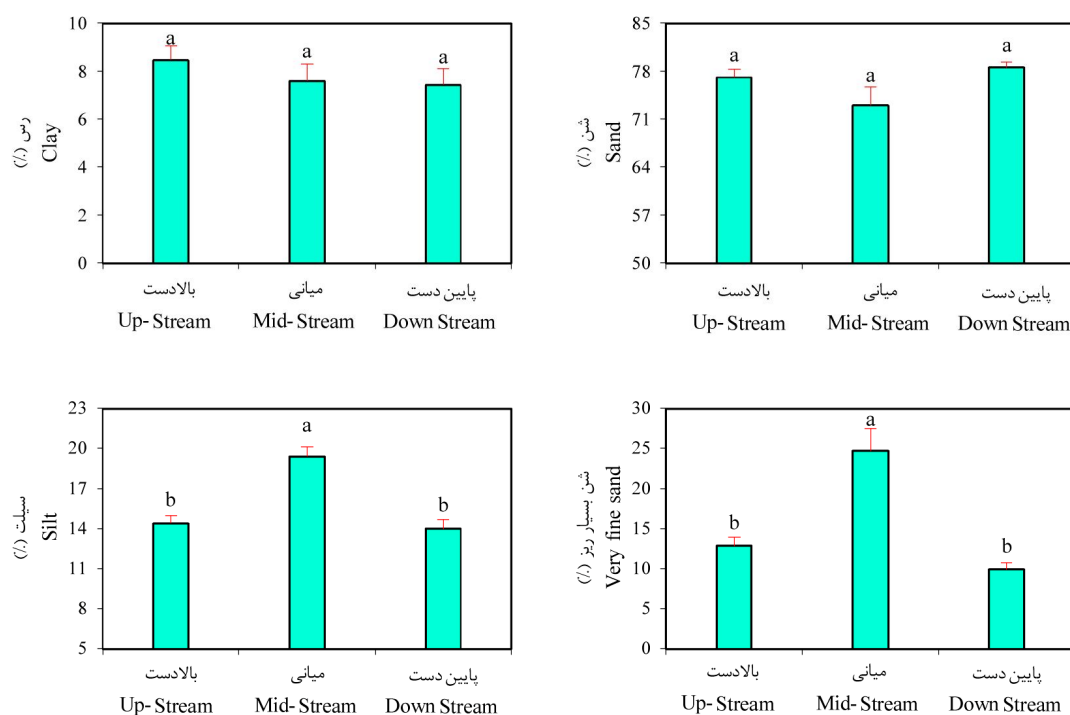 رس (٪)
Clay
10
8
6
4
2
0
a
a
a
بالادست
میانی
پایین دست
Up-Stream
Mid-Stream
Down Stream
شن (٪)
Sand
85
78
71
64
57
50
a
a
a
بالادست
میانی
پایین دست
Up-Stream
Mid-Stream
Down Stream
سیلت (٪)
Silt
23
20
17
14
11
8
5
b
a
b
بالادست
میانی
پایین دست
Up-Stream
Mid-Stream
Down Stream
شن بسیار ریز (٪)
Very fine sand
30
25
20
15
10
5
0
b
a
b
بالادست
میانی
پایین دست
Up-Stream
Mid-Stream
Down Stream